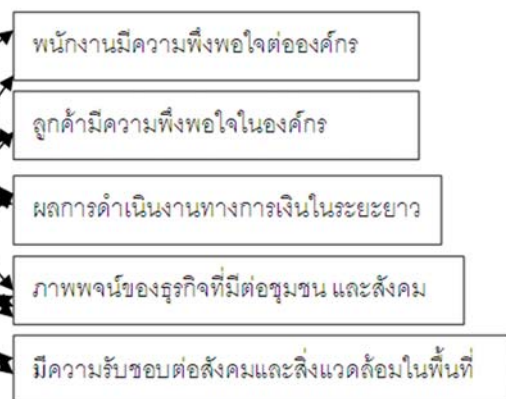 พนักงานมีความพึงพอใจต่อองค์กร
ลูกค้ามีความพึงพอใจในองค์กร
ผลการดำเนินงานทางการเงินในระยะยาว
ภาพพจน์ของธุรกิจที่มีต่อชุมชน และสังคม
มีความรับชอบต่อสังคมและสิ่งแวดล้อมในพื้นที่